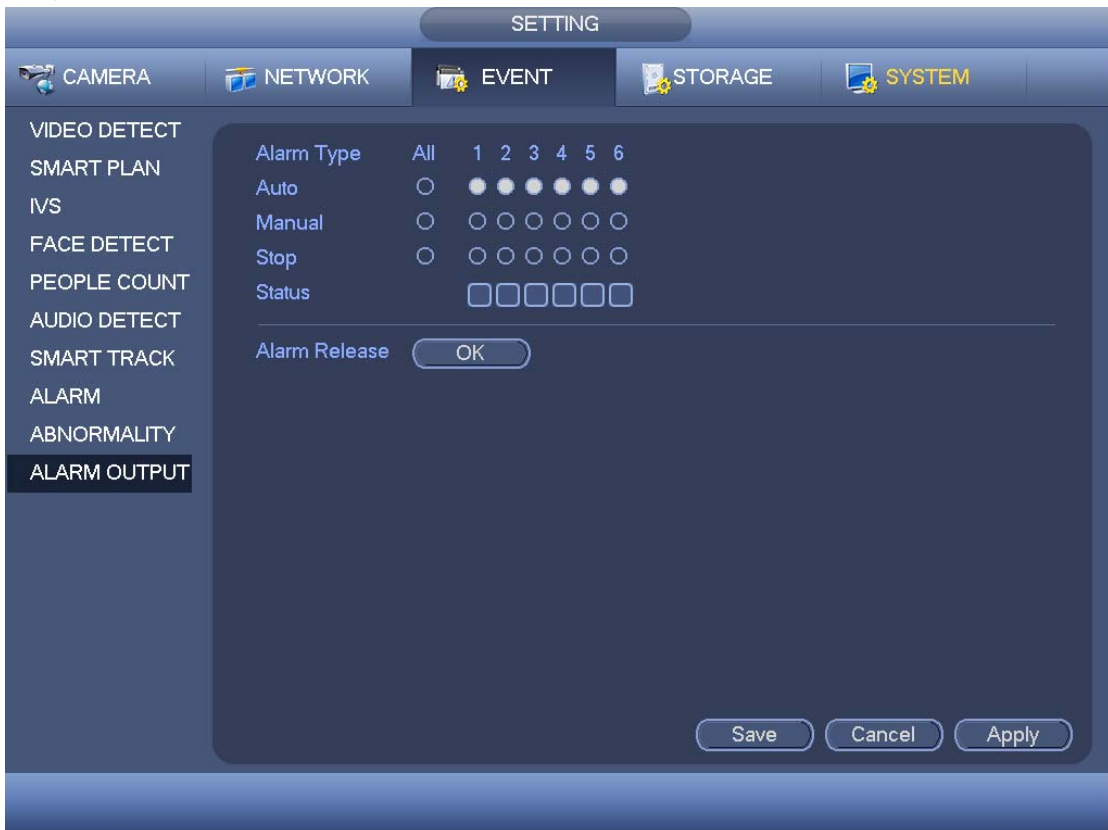 SETTING
CAMERA NETWORK EVENT STORAGE SYSTEM
VIDEO DETECT
SMART PLAN
IVS
FACE DETECT
PEOPLE COUNT
AUDIO DETECT
SMART TRACK
ALARM
ABNORMALITY
ALARM OUTPUT
Alarm Type All 1 2 3 4 5 6
Auto
Manual
Stop
Status
Alarm Release OK
Save Cancel Apply